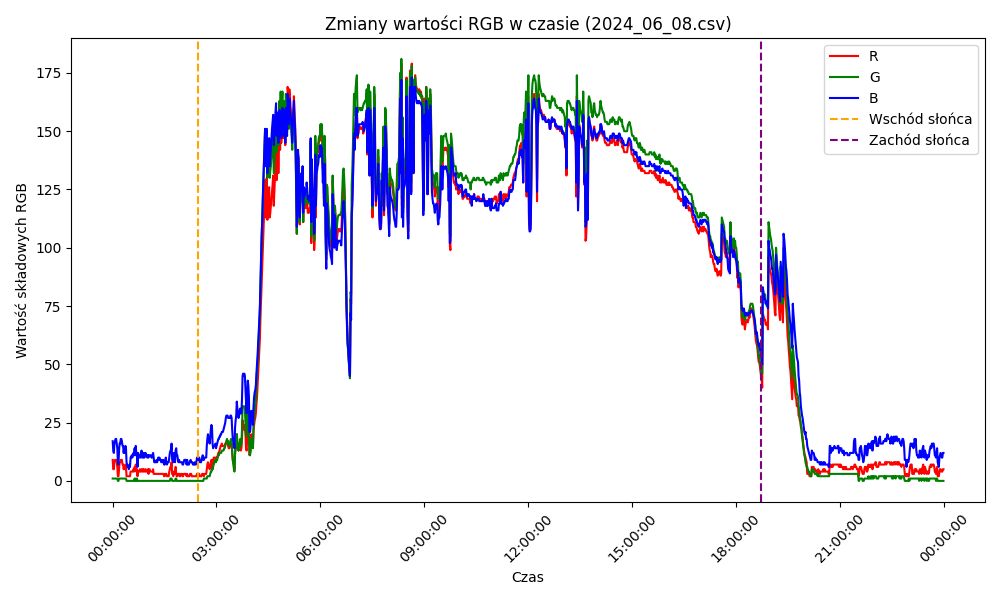 Zmiany wartości RGB w czasie (2024_06_08.csv)
R
G
B
Wschód słońca
Zachód słońca
Wartość składowych RGB
175
150
125
100
75
50
25
0
00:00:00
03:00:00
06:00:00
09:00:00
12:00:00
15:00:00
18:00:00
21:00:00
00:00:00
Czas